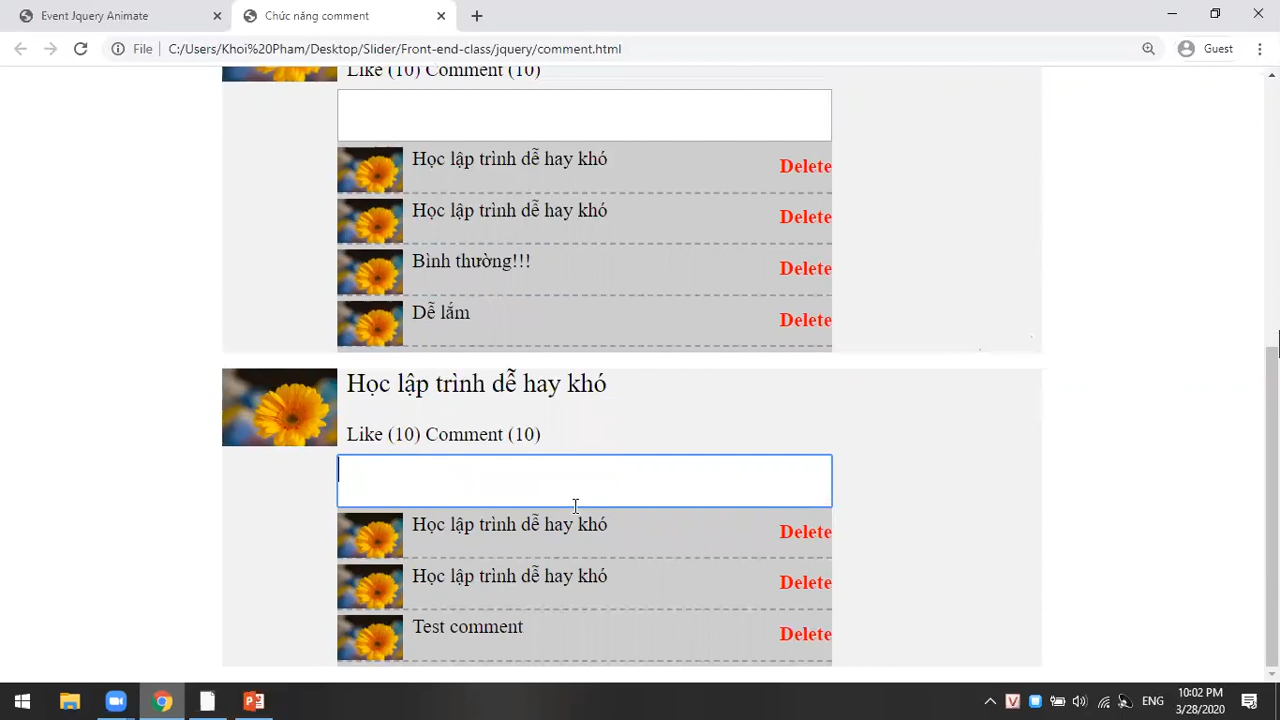 Event Jquery Animate
Chức năng comment
File
C:/Users/Khoi%20Pham/Desktop/Slider/Front-end-class/jquery/comment.html
Guest
Like (10) Comment (10)
Học lập trình dễ hay khó
Delete
Học lập trình dễ hay khó
Delete
Bình thường!!!
Delete
Dễ lắm
Delete
Học lập trình dễ hay khó
Like (10) Comment (10)
Học lập trình dễ hay khó
Delete
Học lập trình dễ hay khó
Delete
Test comment
Delete
ENG
10:02 PM
3/28/2020